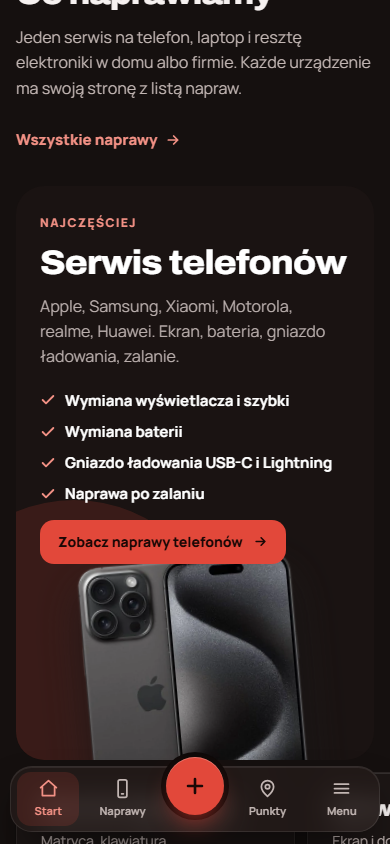 Co naprawiamy
Jeden serwis na telefon, laptop i resztę
elektroniki w domu albo firmie. Każde urządzenie
ma swoją stronę z listą napraw.
Wszystkie naprawy →
NAJCZĘŚCIEJ
Serwis telefonów
Apple, Samsung, Xiaomi, Motorola,
realme, Huawei. Ekran, bateria, gniazdo
ładowania, zalanie.
Wymiana wyświetlacza i szybki
Wymiana baterii
Gniazdo ładowania USB-C i Lightning
Naprawa po zalaniu
Zobacz naprawy telefonów →
Start
Naprawy
+
Punkty
Menu
Matryca, klawiatura